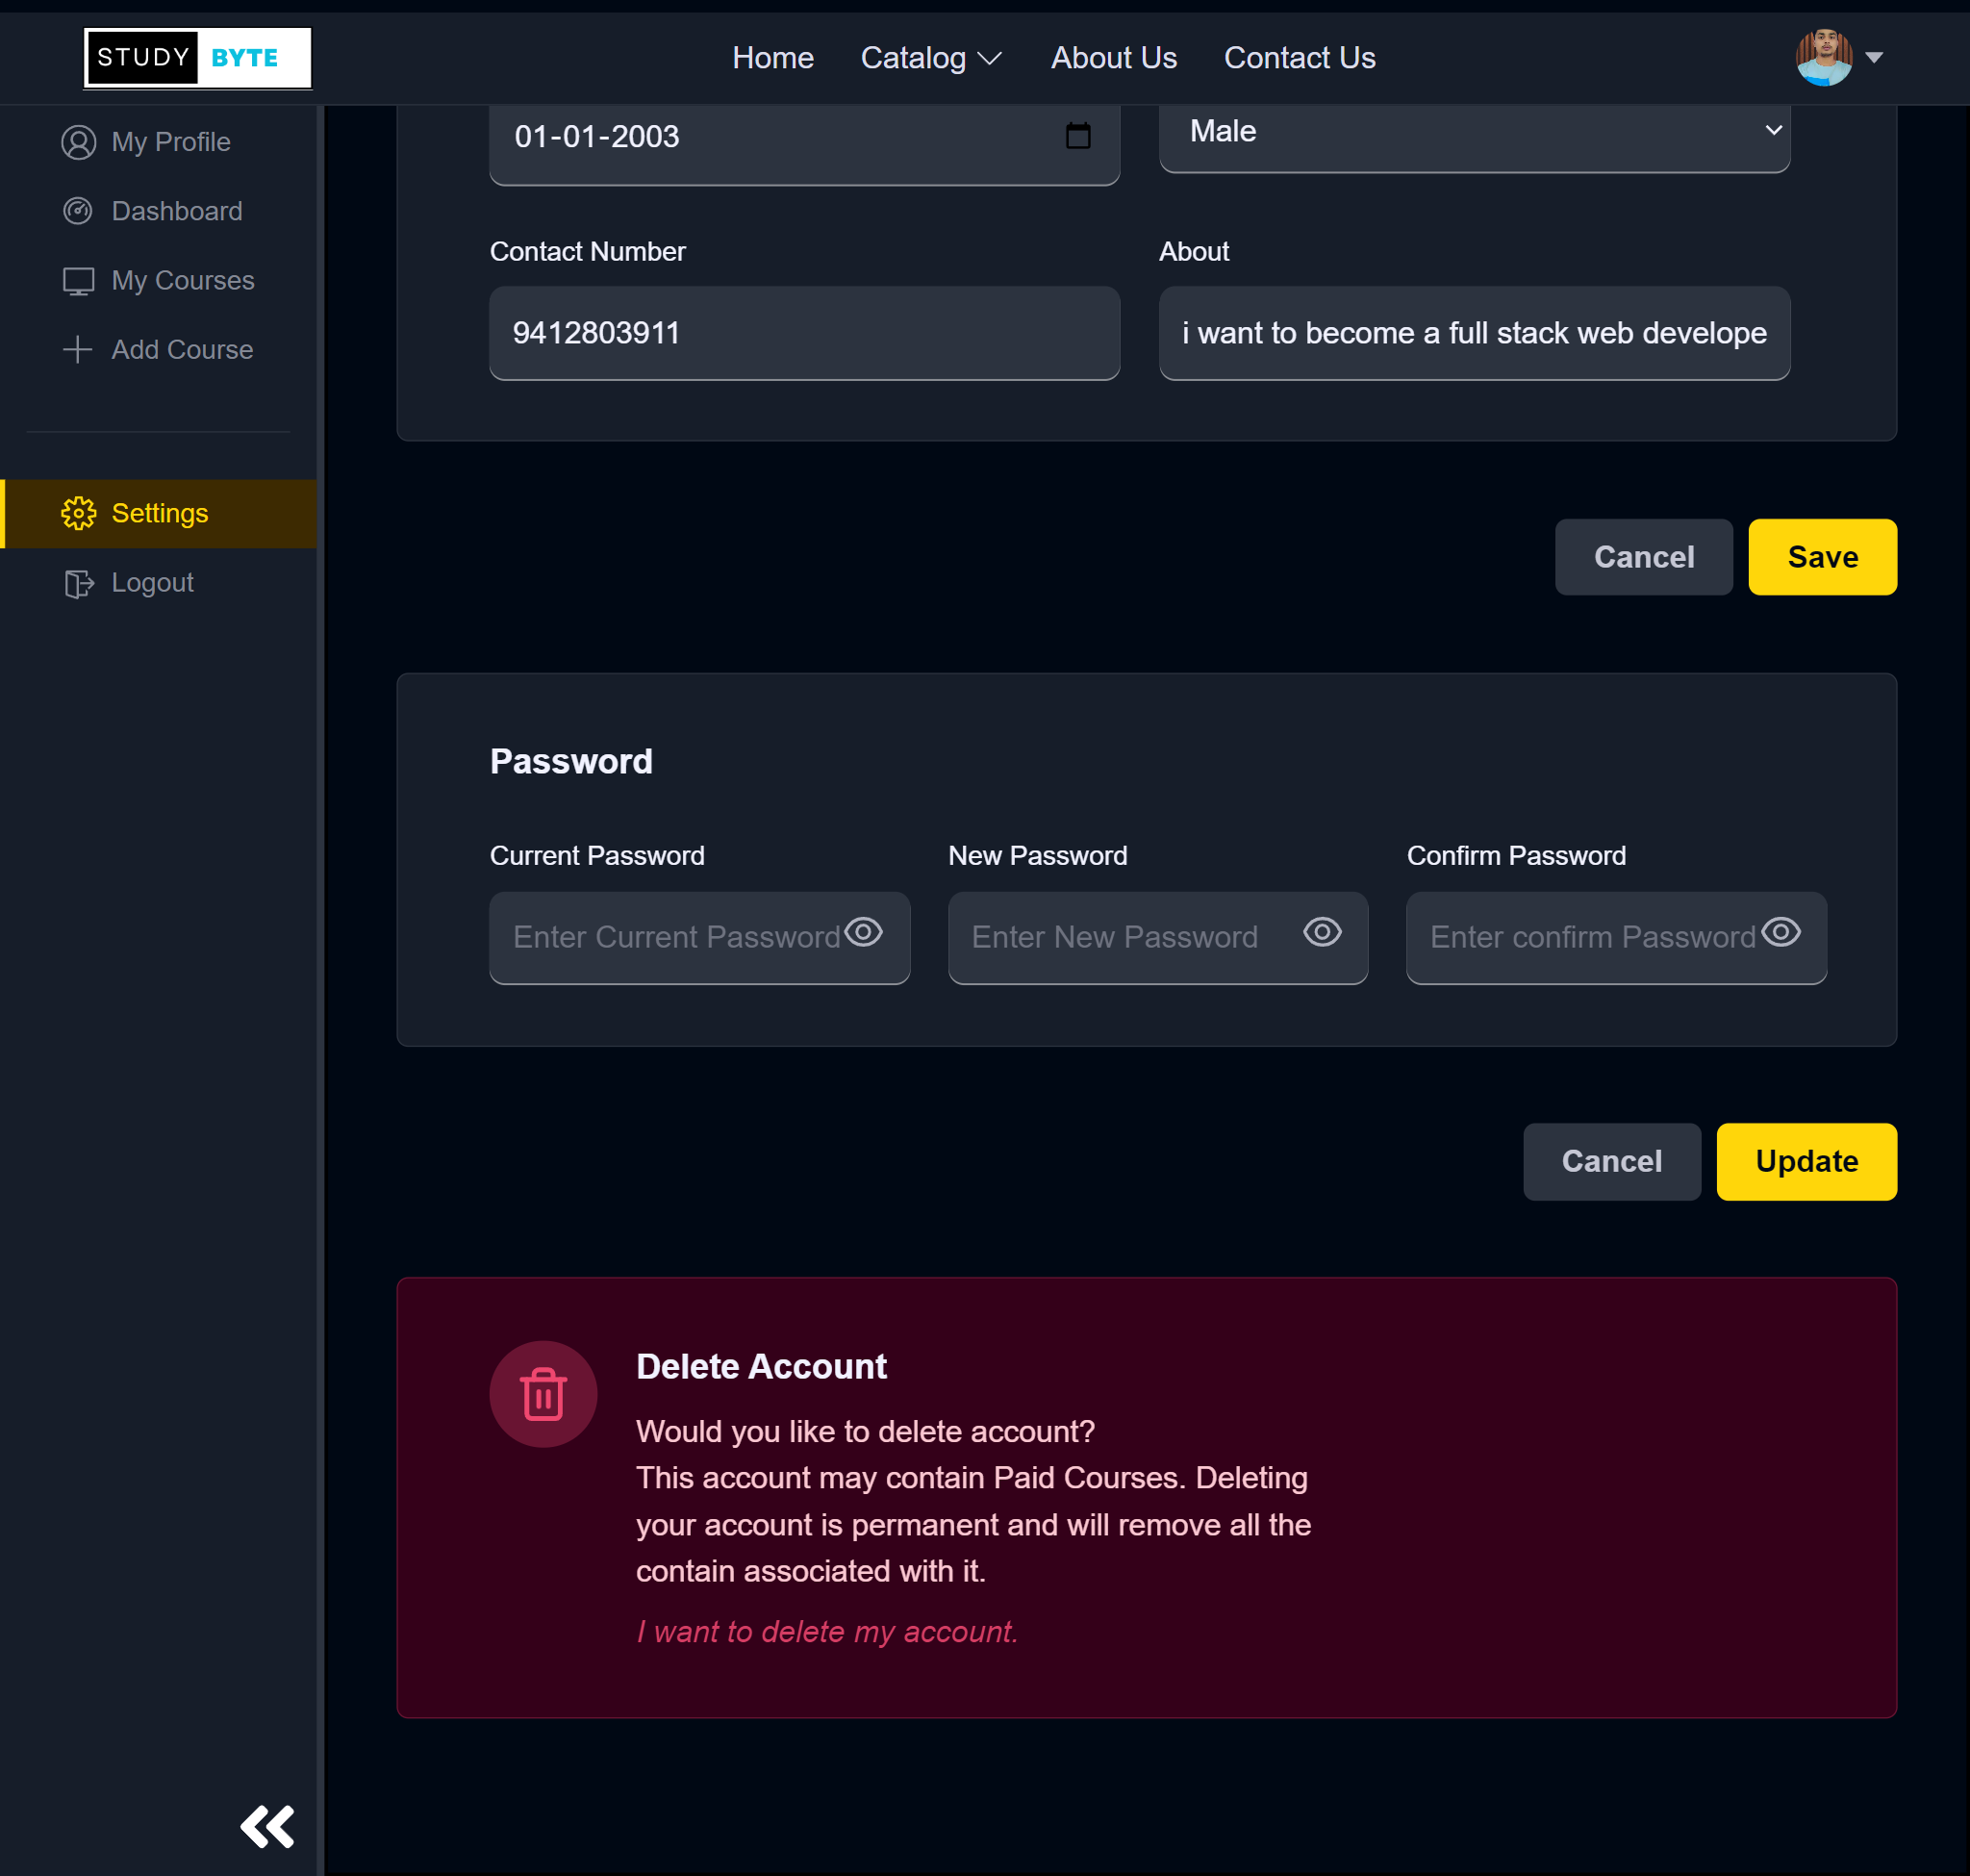 STUDY BYTE
Home Catalog About Us Contact Us
My Profile
Dashboard
My Courses
Add Course
Settings
Logout
01-01-2003
Male
Contact Number
9412803911
About
i want to become a full stack web develope
Cancel Save
Password
Current Password
Enter Current Password
New Password
Enter New Password
Confirm Password
Enter confirm Password
Cancel Update
Delete Account
Would you like to delete account?
This account may contain Paid Courses. Deleting
your account is permanent and will remove all the
contain associated with it.
I want to delete my account.